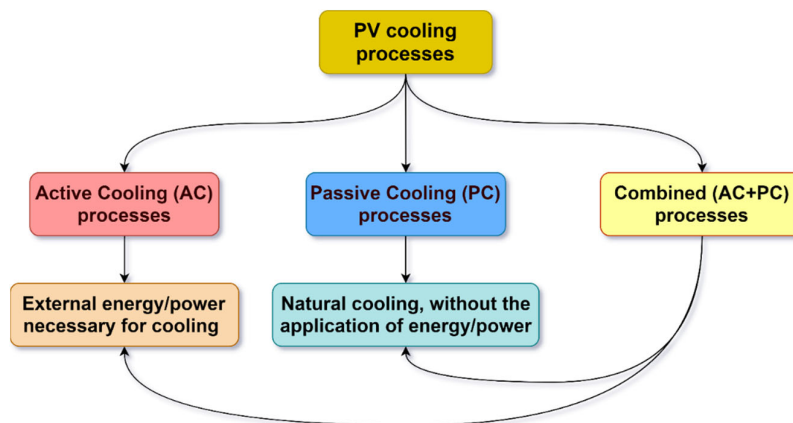 PV cooling
processes
Active Cooling (AC)
processes
Passive Cooling (PC)
processes
Combined (AC+PC)
processes
External energy/power
necessary for cooling
Natural cooling, without the
application of energy/power